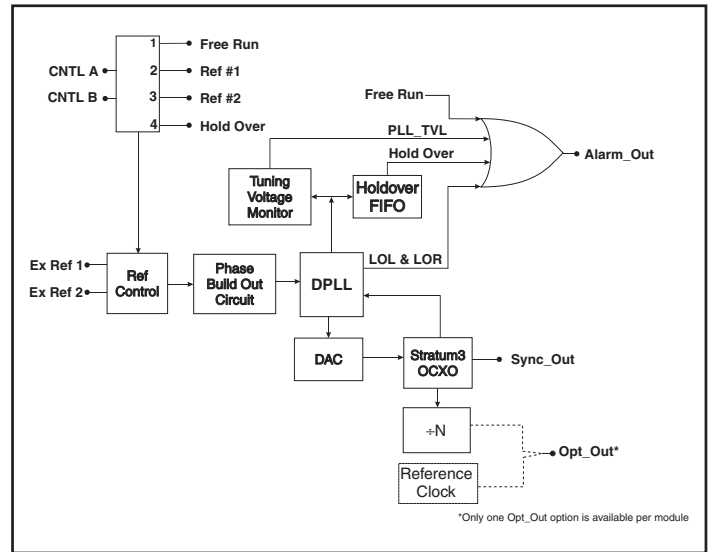 1 Free Run
CNTL A 2 Ref #1
CNTL B 3 Ref #2
4 Hold Over
Free Run
PLL_TVL
Hold Over
Alarm_Out
Tuning
Voltage
Monitor
Holdover
FIFO
LOL & LOR
Ex Ref 1
Ex Ref 2
Ref
Control
Phase
Build Out
Circuit
DPLL
DAC
Stratum3
OCXO
Sync_Out
÷N
Opt_Out*
Reference
Clock
*Only one Opt_Out option is available per module